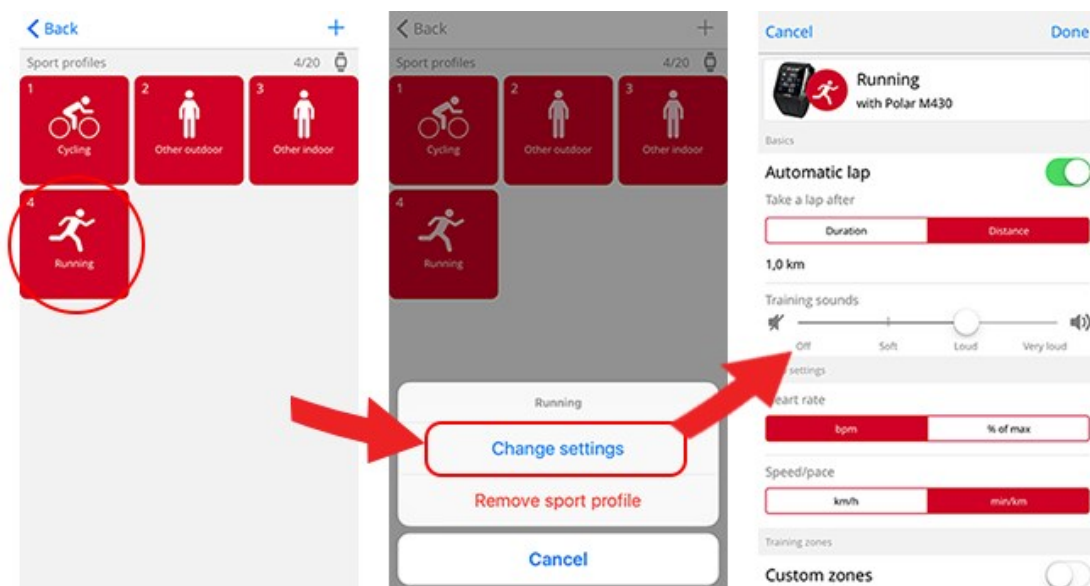 Back +
Sport profiles 4/20
1 2 3
Cycling Other outdoor Other indoor
4
Running
Back +
Sport profiles 4/20
1 2 3
Cycling Other outdoor Other indoor
4
Running
Running
Change settings
Remove sport profile
Cancel
Cancel Done
Running
with Polar M430
Basics
Automatic lap
Take a lap after
Duration Distance
1,0 km
Training sounds
Off Soft Loud Very loud
settings
eart rate
bpm % of max
Speed/pace
km/h min/km
Training zones
Custom zones